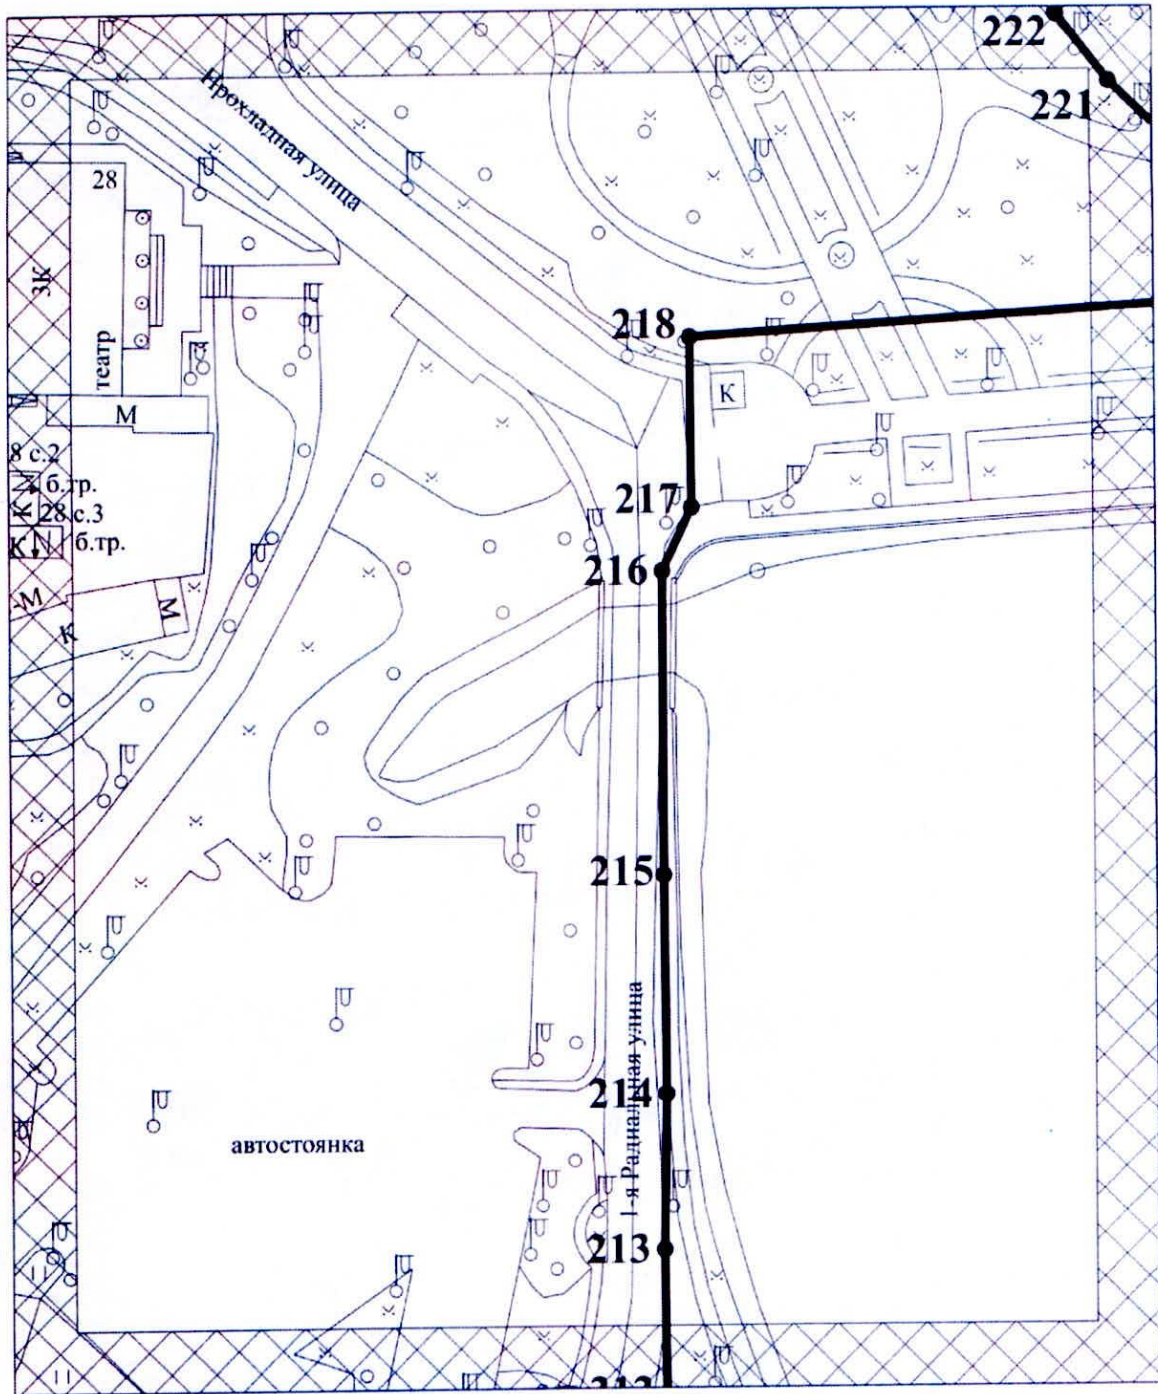 222
221
Прохладная улица
28
3К
театр
218
К
М
8 с.2
б.тр.
К
28 с.3
К
б.тр.
217
216
М
М
К
215
1-я Радиальная улица
214
автостоянка
213